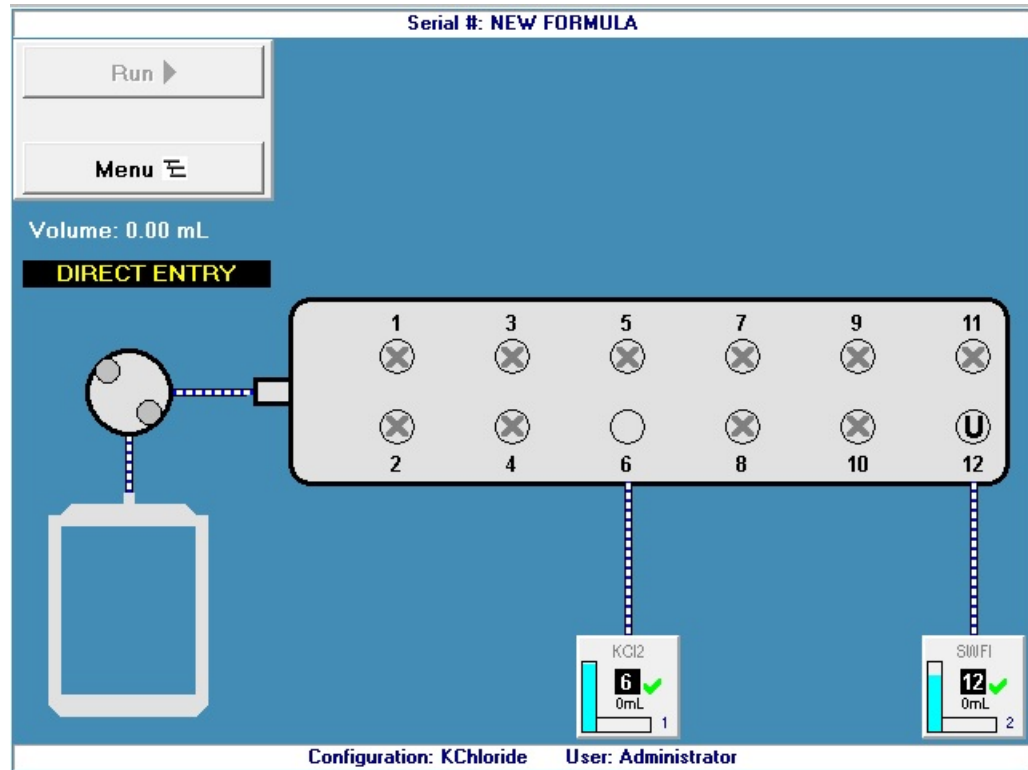 Serial #: NEW FORMULA
Run
Menu
Volume: 0.00 mL
DIRECT ENTRY
1 3 5 7 9 11
U
2 4 6 8 10 12
KCl2 SWFI
6 12
0mL 0mL
1 2
Configuration: KChloride User: Administrator